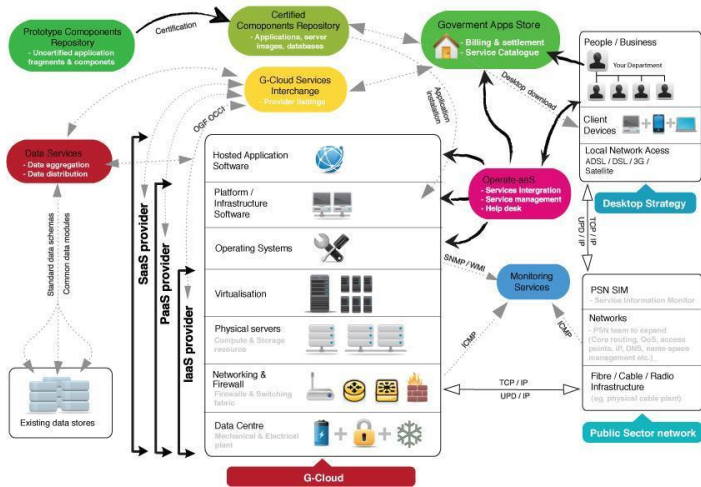 Prototype Components
Repository
- Uncertified application
fragments & componets
Certification
Certified
Components Repository
- Applications, server
images, databases
Goverment Apps Store
- Billing & settlement
- Service Catalogue
People / Business
Your Department
Client
Devices
Local Network Acess
ADSL / DSL / 3G /
Satellite
Desktop Strategy
Desktop download
G-Cloud Services
Interchange
- Provider listings
OGF OCCI
Application
instalation
Data Services
- Data aggregation
- Data distribution
Standard data schemas
Common data modules
Existing data stores
SaaS provider
PaaS provider
IaaS provider
Hosted Application
Software
Platform /
Infrastructure
Software
Operating Systems
Virtualisation
Physical servers
Compute & Storage
resource
Networking &
Firewall
Firewalls & Switching
fabric
Data Centre
Mechanical & Electrical
plant
G-Cloud
Operate-aaS
- Services Intergration
- Service management
- Help desk
SNMP / WMI
Monitoring
Services
ICMP
ICMP
TCP / IP
UPD / IP
TCP / IP
UPD / IP
PSN SIM
- Service Information Monitor
Networks
- PSN team to expand
(Core routing, QoS, access
points, iP, DNS, name space
management etc.)
Fibre / Cable / Radio
Infrastructure
(eg. physical cable plant)
Public Sector network